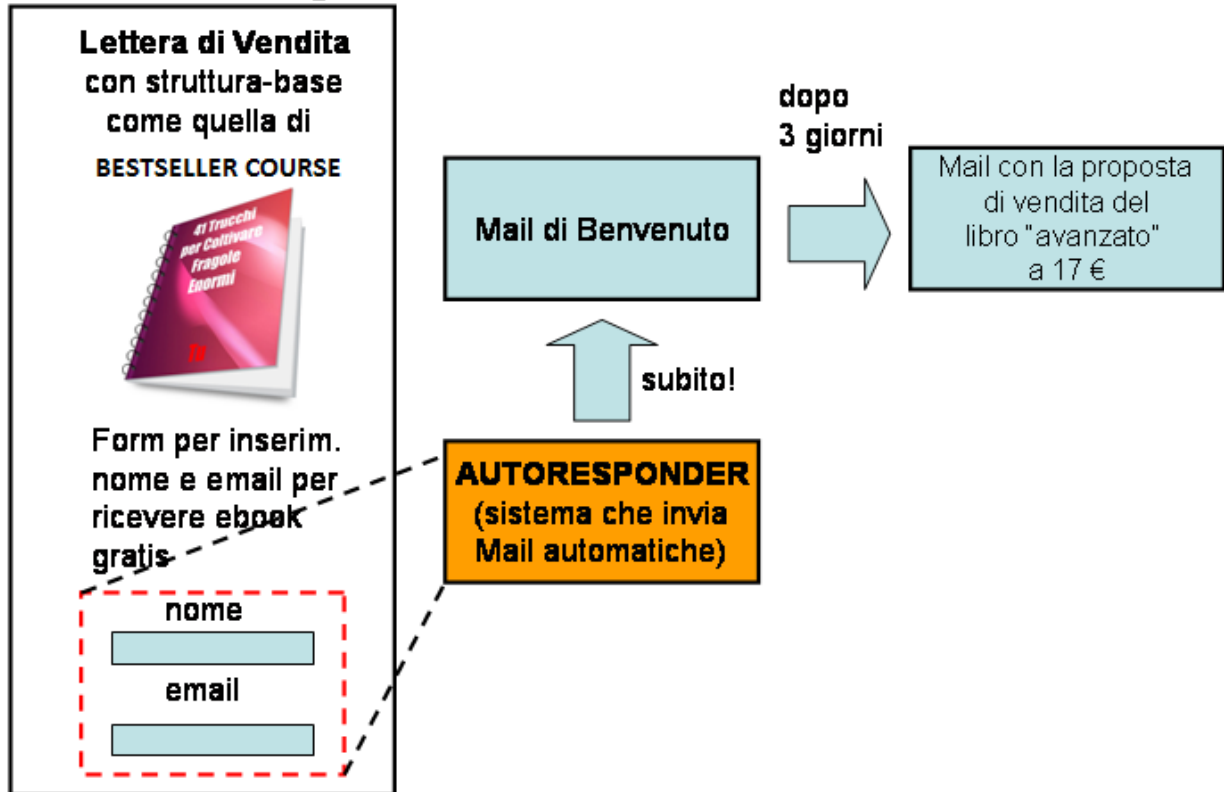 Lettera di Vendita
con struttura-base
come quella di
BESTSELLER COURSE
41 Trucchi
per Coltivare
Fragole
Enormi
Tu
Form per inserim.
nome e email per
ricevere ebook
gratis
nome
email
AUTORESPONDER
(sistema che invia
Mail automatiche)
subito!
Mail di Benvenuto
dopo
3 giorni
Mail con la proposta
di vendita del
libro "avanzato"
a 17 €